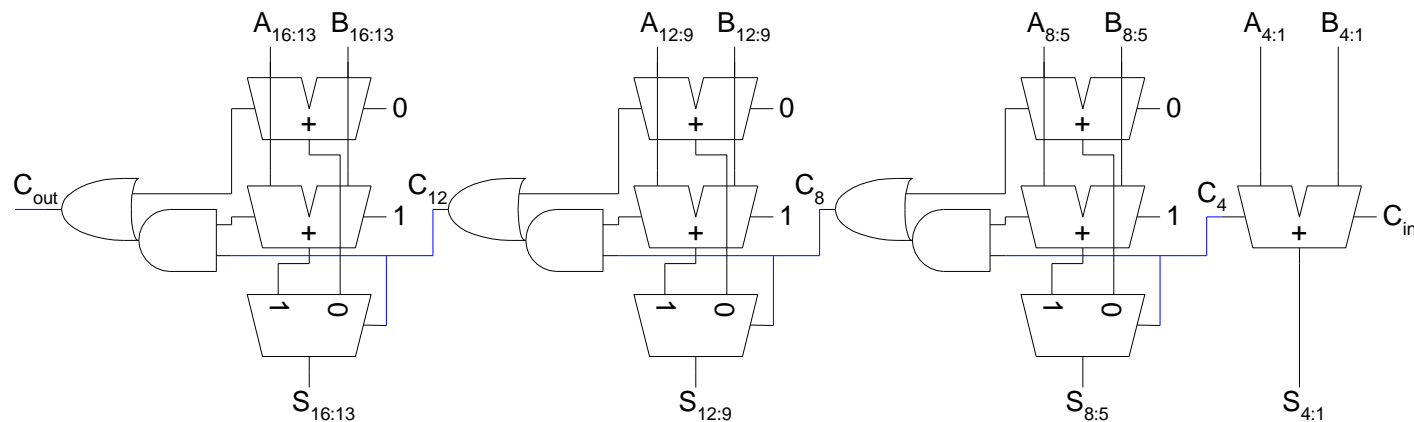 A16:13 B16:13 A12:9 B12:9 A8:5 B8:5 A4:1 B4:1
0 0 0
+ + +
Cout C12 C8 C4
1 1 1 Cin
+ + + +
1 0 1 0 1 0
S16:13 S12:9 S8:5 S4:1